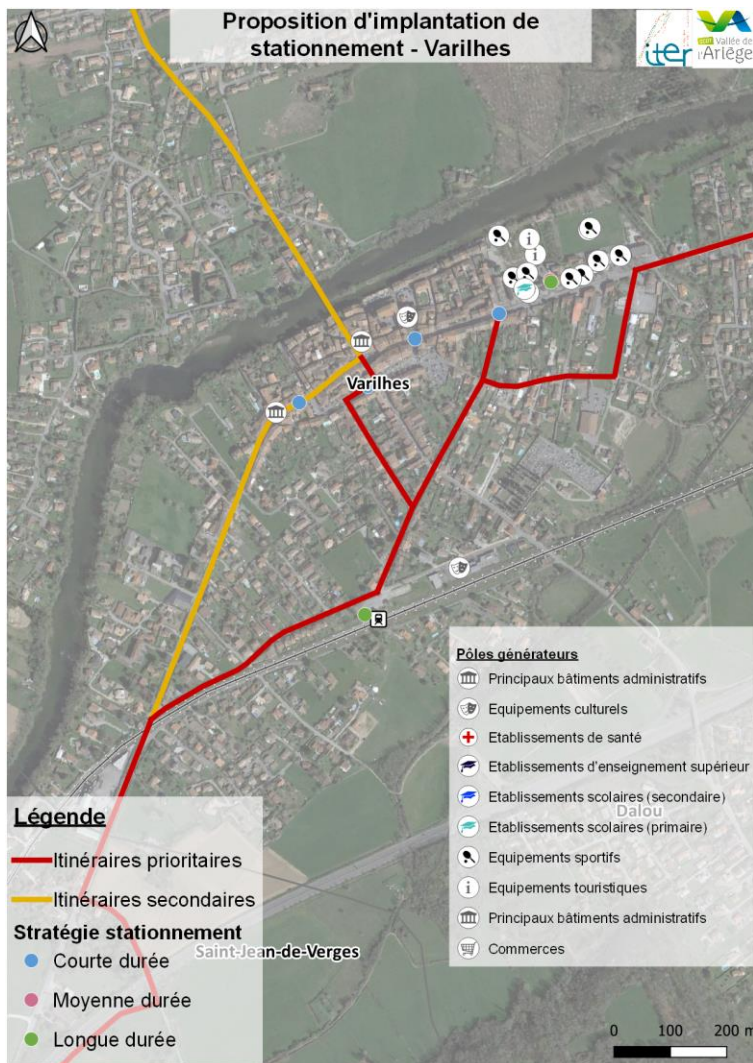 Proposition d'implantation de
stationnement - Varilhes
iter
Vallée de
l'Ariège
Varilhes
Pôles générateurs
Principaux bâtiments administratifs
Equipements culturels
Etablissements de santé
Etablissements d'enseignement supérieur
Etablissements scolaires (secondaire)
Etablissements scolaires (primaire)
Equipements sportifs
Equipements touristiques
Principaux bâtiments administratifs
Commerces
Dalou
Légende
Itinéraires prioritaires
Itinéraires secondaires
Stratégie stationnement
Courte durée
Moyenne durée
Longue durée
Saint-Jean-de-Verges
0 100 200 m